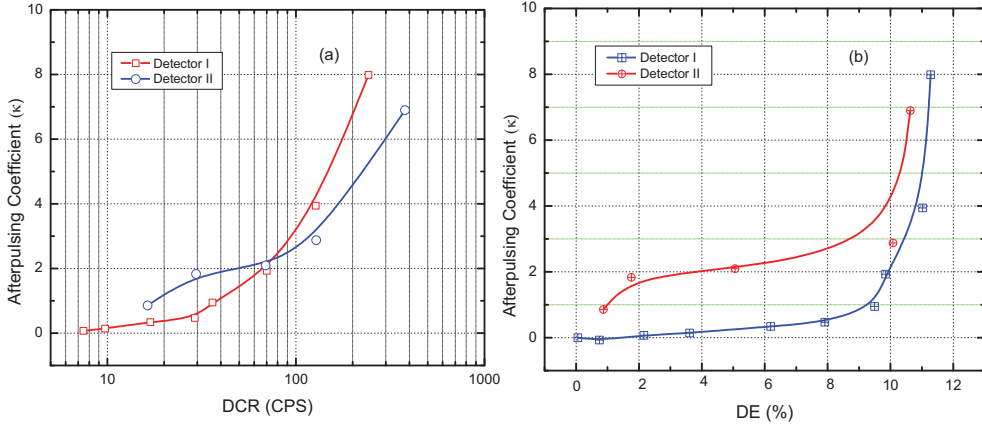 10
8
6
4
2
0
Afterpulsing Coefficient (κ)
Detector I
Detector II
(a)
10
100
1000
DCR (CPS)
10
8
6
4
2
0
Afterpulsing Coefficient (κ)
Detector I
Detector II
(b)
0
2
4
6
8
10
12
DE (%)